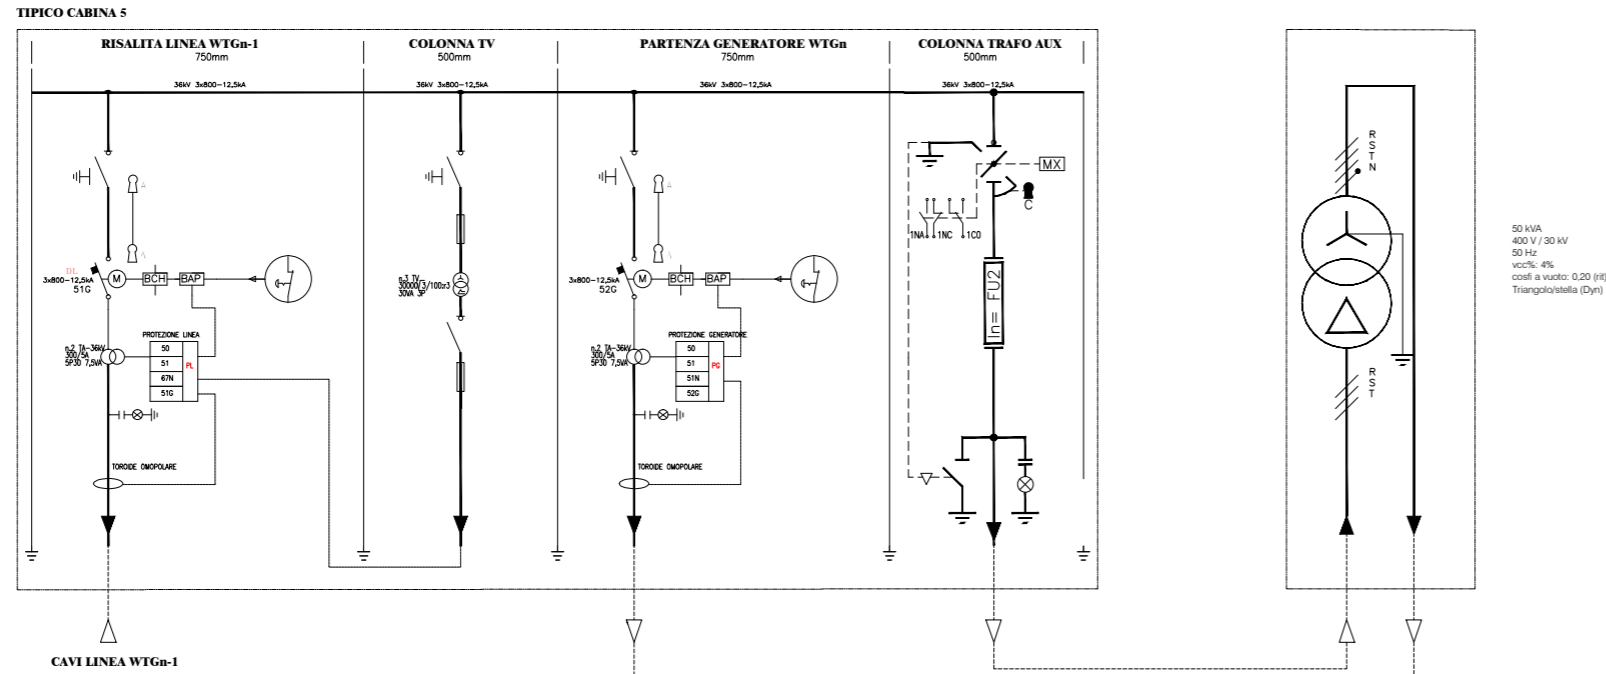 TIPICO CABINA 5
RISALITA LINEA WTGn-1
750mm
COLONNA TV
500mm
PARTENZA GENERATORE WTGn
750mm
COLONNA TRAFO AUX
500mm
36kV 3x800-12,5kA
36kV 3x800-12,5kA
36kV 3x800-12,5kA
36kV 3x800-12,5kA
A
A
DL
3x800-12,5kA
51G
M
BCH
BAP
n.2 TA-36kV
300/5A
5P30 7,5VA
PROTEZIONE LINEA
50
51
67N
51G
PL
TOROIDE OMOPOLARE
n.3 TV
30VA 3P
A
A
3x800-12,5kA
52G
M
BCH
BAP
n.2 TA-36kV
300/5A
5P30 7,5VA
PROTEZIONE GENERATORE
50
51
51N
52G
PG
TOROIDE OMOPOLARE
MX
C
1NA
1NC
1CO
In= FU2
R
S
T
N
R
S
T
50 kVA
400 V / 30 kV
50 Hz
vcc%: 4%
cosfi a vuoto: 0,20 (rit)
Triangolo/stella (Dyn)
CAVI LINEA WTGn-1